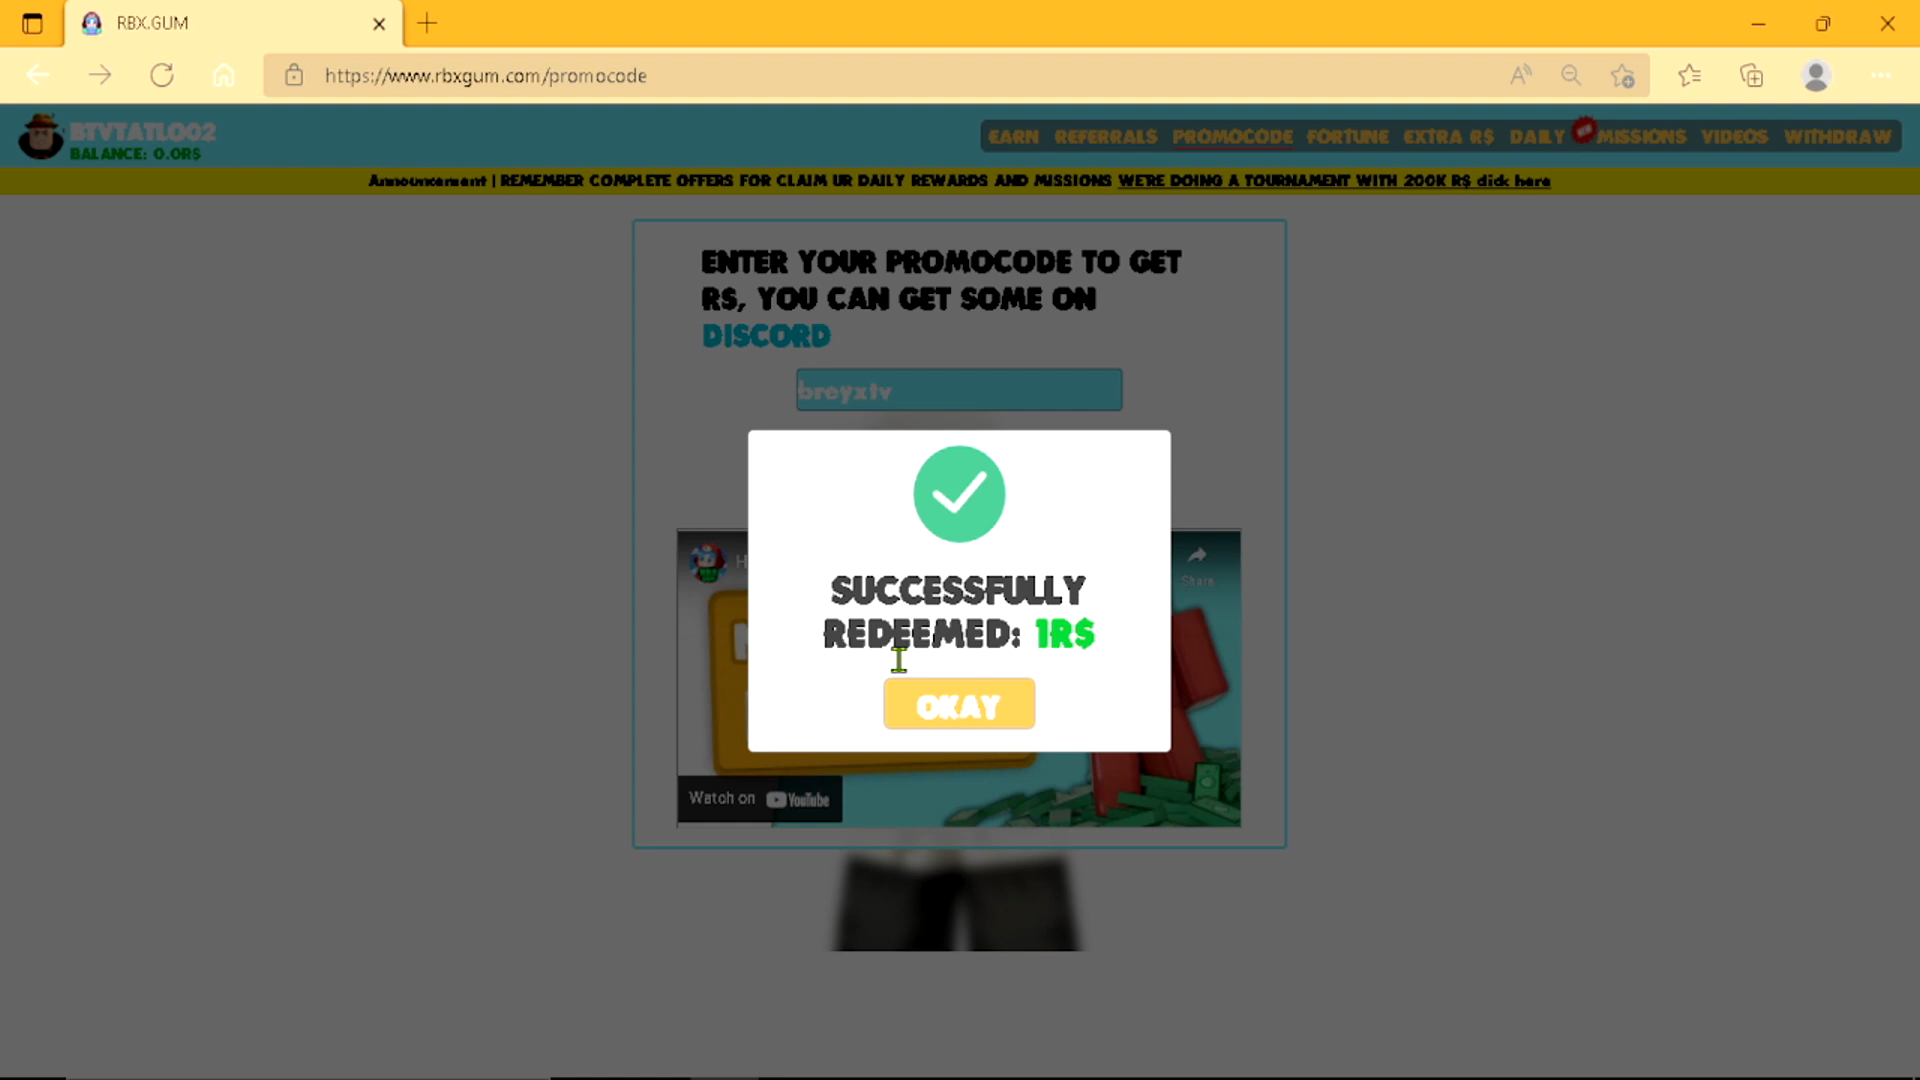 RBX.GUM
https://www.rbxgum.com/promocode
BTVTATLOO2
BALANCE: 0.0R$
EARN REFERRALS PROMOCODE FORTUNE EXTRA R$ DAILY MISSIONS VIDEOS WITHDRAW
Announcement | REMEMBER COMPLETE OFFERS FOR CLAIM UR DAILY REWARDS AND MISSIONS WE'RE DOING A TOURNAMENT WITH 200K R$ click here
ENTER YOUR PROMOCODE TO GET
R$, YOU CAN GET SOME ON
DISCORD
breyxtv
SUCCESSFULLY
REDEEMED: 1R$
OKAY
Share
Watch on YouTube